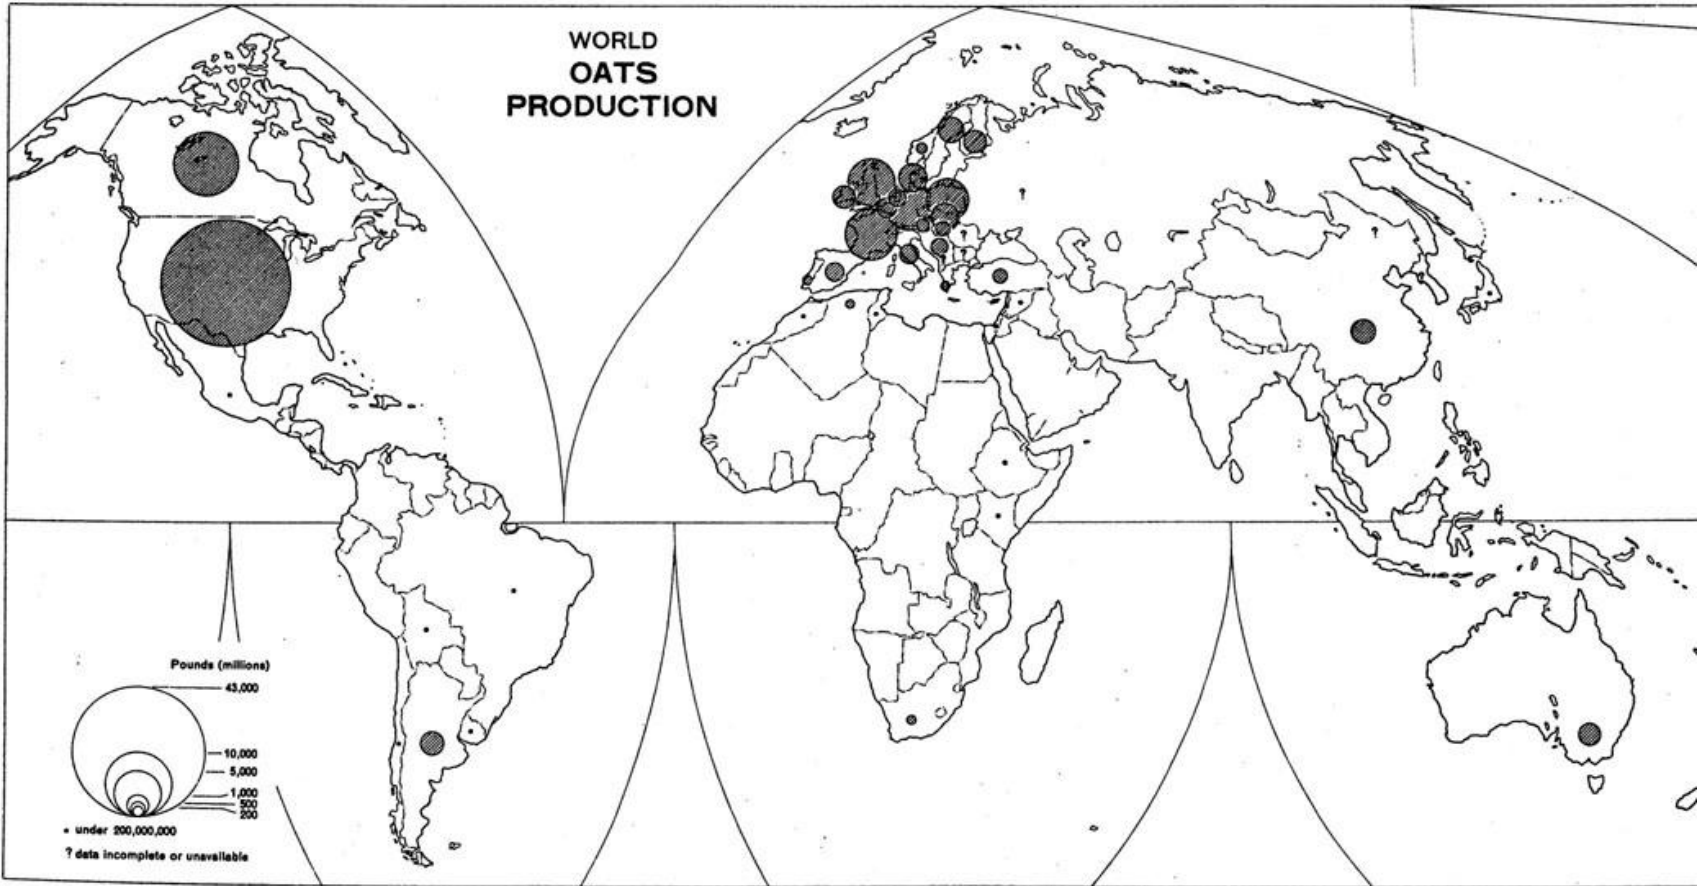 WORLD
OATS
PRODUCTION
?
?
?
?
Pounds (millions)
43,000
10,000
5,000
1,000
500
200
• under 200,000,000
? data incomplete or unavailable